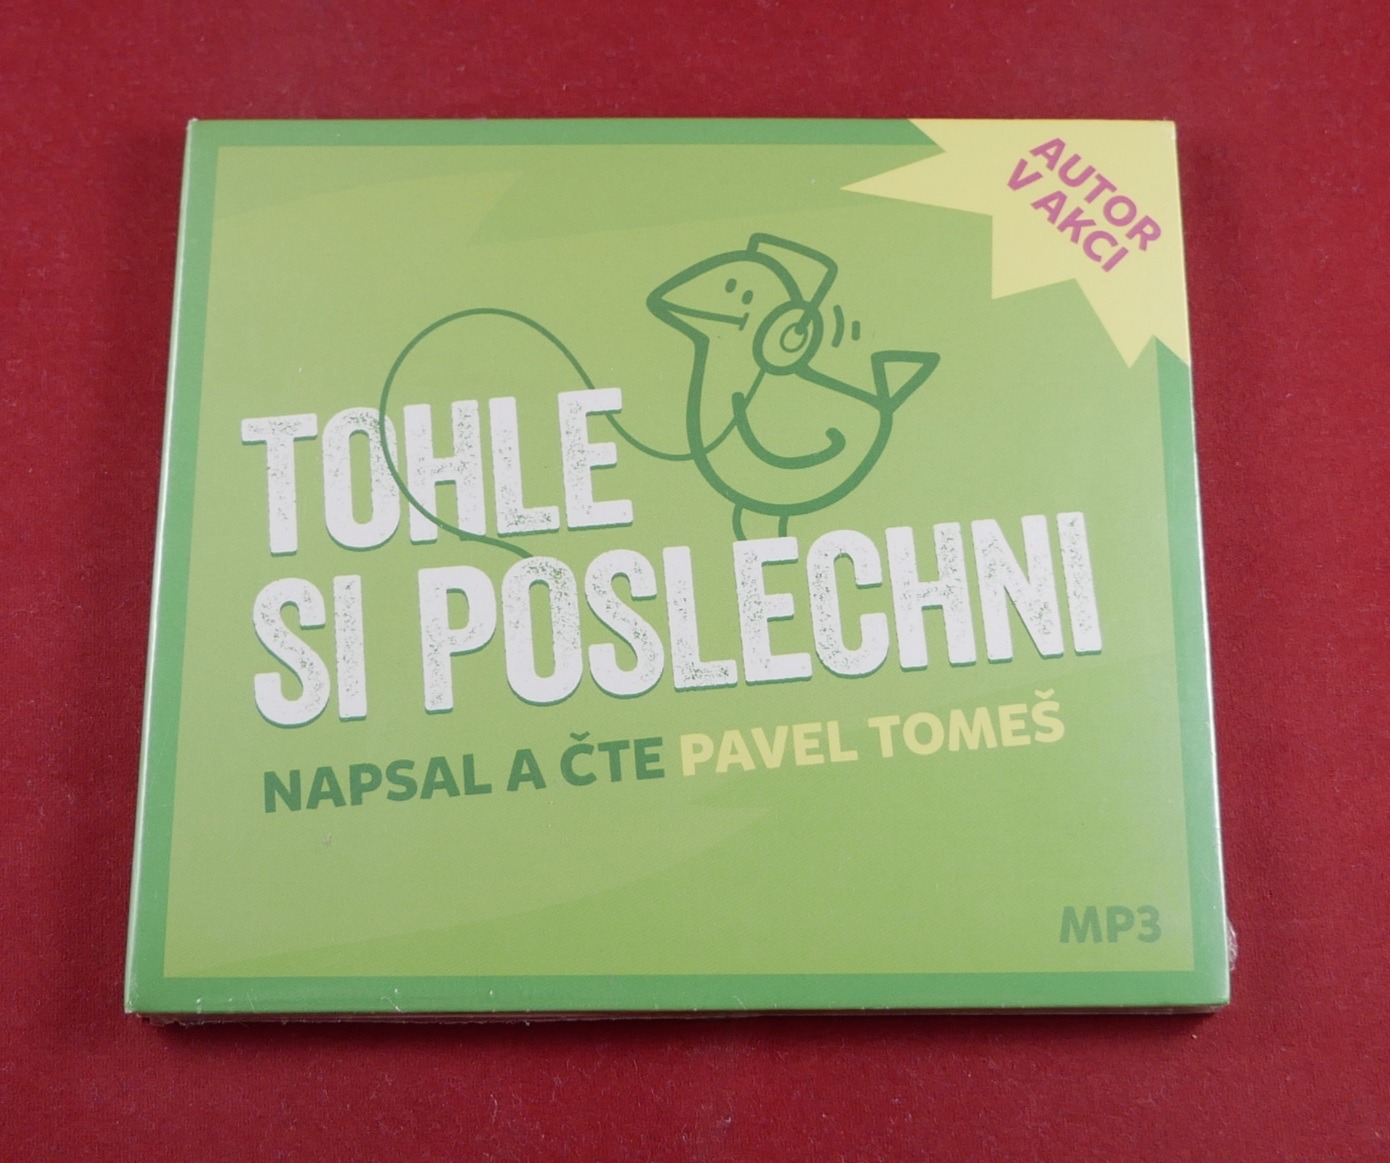 AUTOR
V AKCI
TOHLE
SI POSLECHNI
NAPSAL A ČTE PAVEL TOMEŠ
MP3